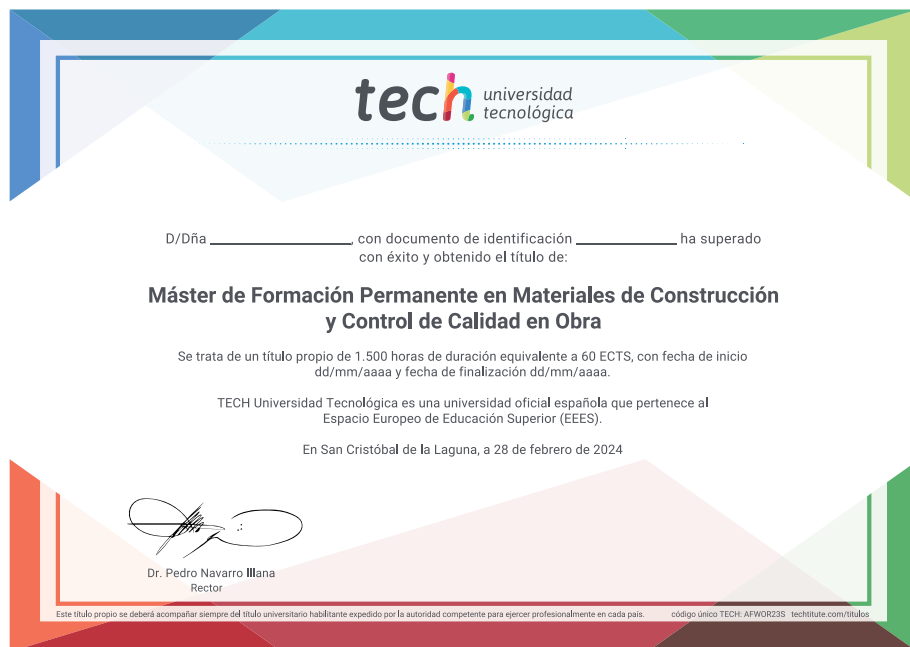 tech universidad
tecnológica
D/Dña ________________, con documento de identificación ____________ ha superado
con éxito y obtenido el título de:
Máster de Formación Permanente en Materiales de Construcción
y Control de Calidad en Obra
Se trata de un título propio de 1.500 horas de duración equivalente a 60 ECTS, con fecha de inicio
dd/mm/aaaa y fecha de finalización dd/mm/aaaa.
TECH Universidad Tecnológica es una universidad oficial española que pertenece al
Espacio Europeo de Educación Superior (EEES).
En San Cristóbal de la Laguna, a 28 de febrero de 2024
Dr. Pedro Navarro Illana
Rector
Este título propio se deberá acompañar siempre del título universitario habilitante expedido por la autoridad competente para ejercer profesionalmente en cada país. código único TECH: AFWOR23S techtitute.com/titulos